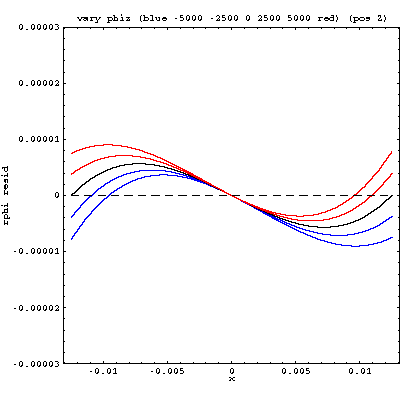 vary phiz (blue -5000 -2500 0 2500 5000 red) (pos 2)
0.00003
0.00002
0.00001
0
-0.00001
-0.00002
-0.00003
rphi resid
-0.01 -0.005 0 0.005 0.01
x